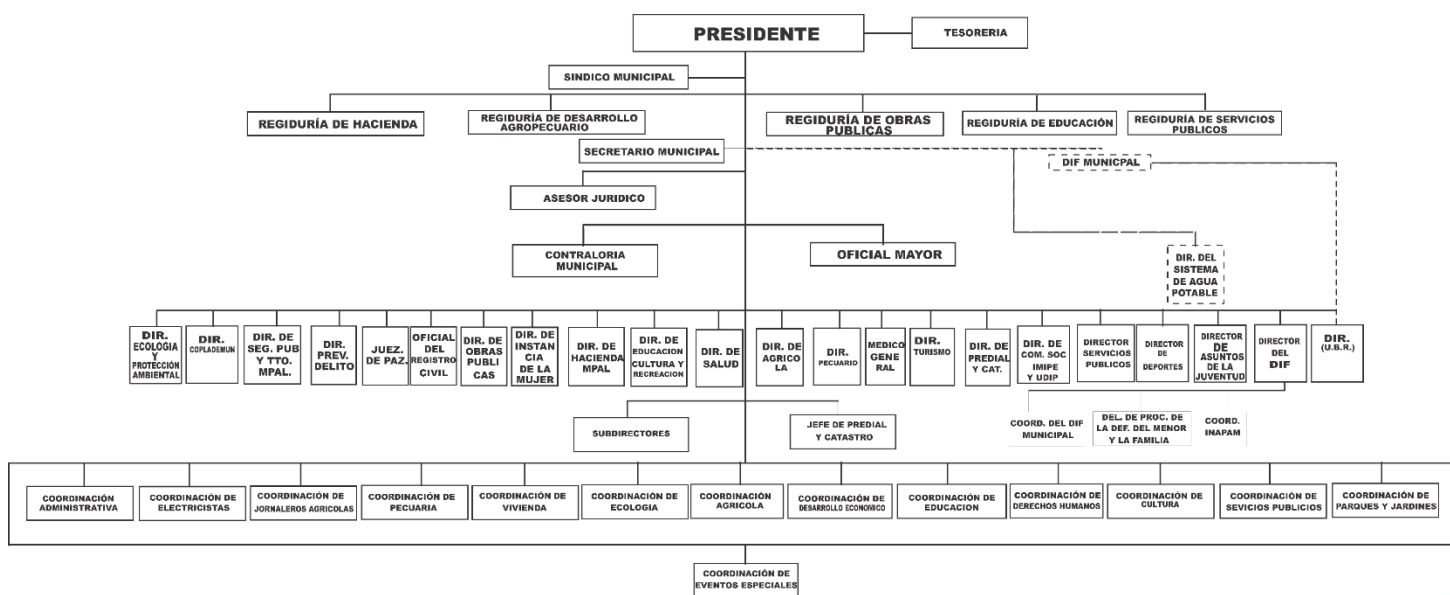 PRESIDENTE
TESORERIA
SINDICO MUNICIPAL
REGIDURÍA DE HACIENDA
REGIDURÍA DE DESARROLLO
AGROPECUARIO
REGIDURÍA DE OBRAS
PUBLICAS
REGIDURÍA DE EDUCACIÓN
REGIDURÍA DE SERVICIOS
PUBLICOS
SECRETARIO MUNICIPAL
DIF MUNICPAL
ASESOR JURIDICO
CONTRALORIA
MUNICIPAL
OFICIAL MAYOR
DIR. DEL
SISTEMA
DE AGUA
POTABLE
DIR.
ECOLOGIA
Y
PROTECCIÓN
AMBIENTAL
DIR.
COPLADEMUN
DIR. DE
SEG. PUB
Y TTO.
MPAL.
DIR.
PREV.
DELITO
JUEZ.
DE PAZ.
OFICIAL
DEL
REGISTRO
CIVIL
DIR. DE
OBRAS
PUBLI
CAS
DIR. DE
INSTAN
CIA
DE LA
MUJER
DIR. DE
HACIENDA
MPAL
DIR. DE
EDUCACION
CULTURA Y
RECREACION
DIR. DE
SALUD
DIR. DE
AGRICO
LA
DIR.
PECUARIO
MEDICO
GENE
RAL
DIR.
TURISMO
DIR. DE
PREDIAL
Y CAT.
DIR. DE
COM. SOC
IMIPE
Y UDIP
DIRECTOR
SERVICIOS
PUBLICOS
DIRECTOR
DE
DEPORTES
DIRECTOR
DE
ASUNTOS
DE LA
JUVENTUD
DIRECTOR
DEL
DIF
DIR.
(U.B.R.)
SUBDIRECTORES
JEFE DE PREDIAL
Y CATASTRO
COORD. DEL DIF
MUNICIPAL
DEL. DE PROC. DE
LA DEF. DEL MENOR
Y LA FAMILIA
COORD.
INAPAM
COORDINACIÓN
ADMINISTRATIVA
COORDINACIÓN DE
ELECTRICISTAS
COORDINACIÓN DE
JORNALEROS AGRICOLAS
COORDINACIÓN DE
PECUARIA
COORDINACIÓN DE
VIVIENDA
COORDINACIÓN DE
ECOLOGIA
COORDINACIÓN
AGRICOLA
COORDINACIÓN DE
DESARROLLO ECONOMICO
COORDINACIÓN DE
EDUCACION
COORDINACIÓN DE
DERECHOS HUMANOS
COORDINACIÓN DE
CULTURA
COORDINACIÓN DE
SEVICIOS PUBLICIOS
COORDINACIÓN DE
PARQUES Y JARDINES
COORDINACIÓN DE
EVENTOS ESPECIALES